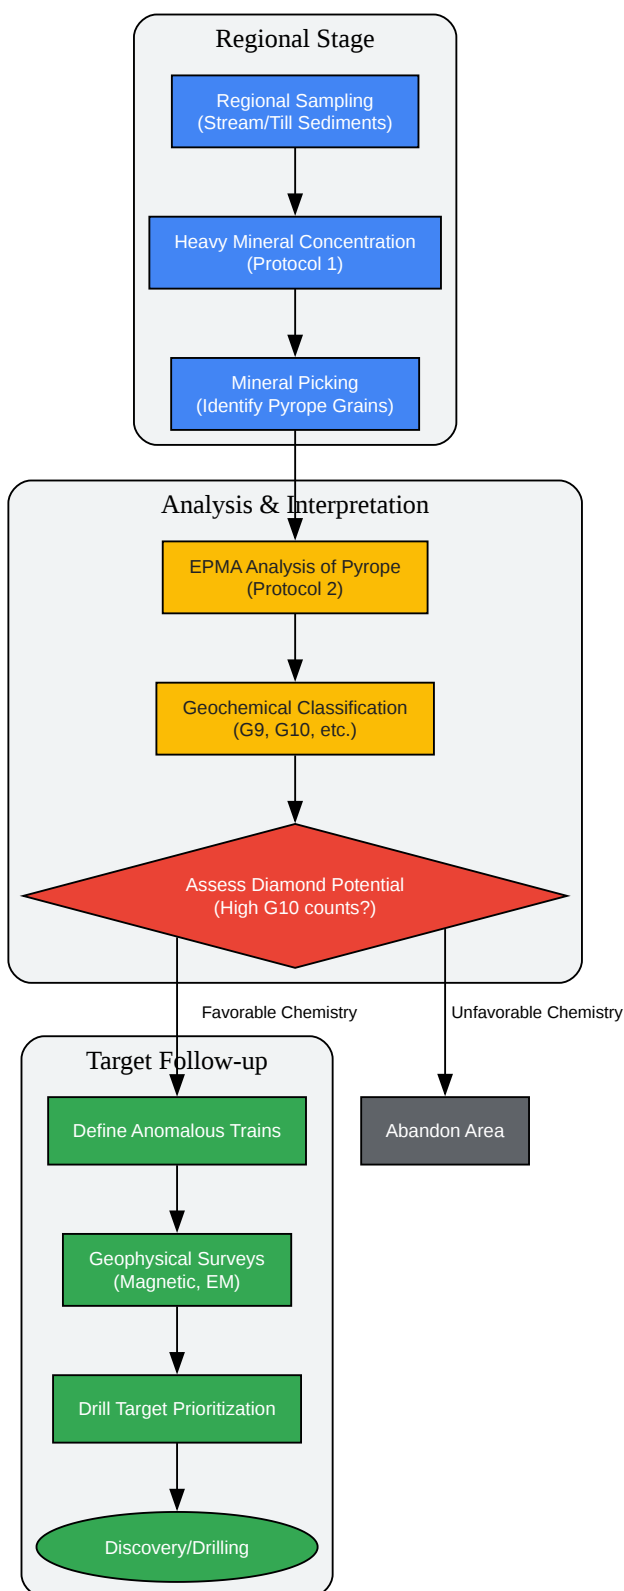 Regional Stage
Regional Sampling
(Stream/Till Sediments)
Heavy Mineral Concentration
(Protocol 1)
Mineral Picking
(Identify Pyrope Grains)
Analysis & Interpretation
EPMA Analysis of Pyrope
(Protocol 2)
Geochemical Classification
(G9, G10, etc.)
Assess Diamond Potential
(High G10 counts?)
Favorable Chemistry
Unfavorable Chemistry
Target Follow-up
Define Anomalous Trains
Abandon Area
Geophysical Surveys
(Magnetic, EM)
Drill Target Prioritization
Discovery/Drilling